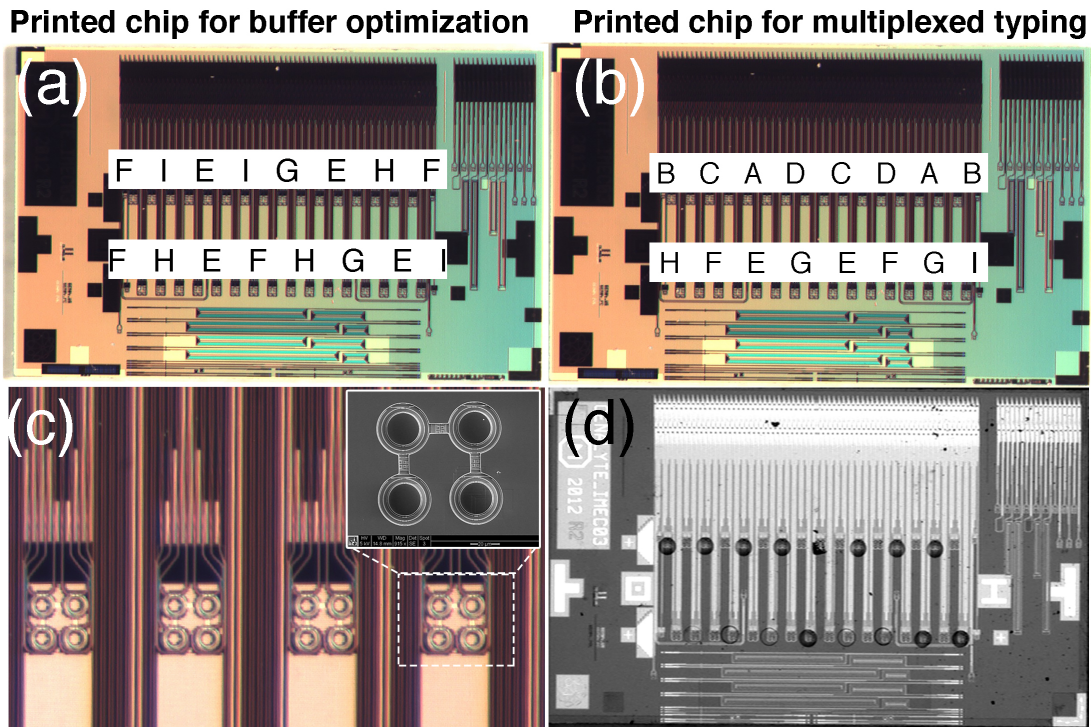 Printed chip for buffer optimization
Printed chip for multiplexed typing
(a)
F I E I G E H F
F H E F H G E I
(b)
B C A D C D A B
H F E G E F G I
(c)
(d)
2012